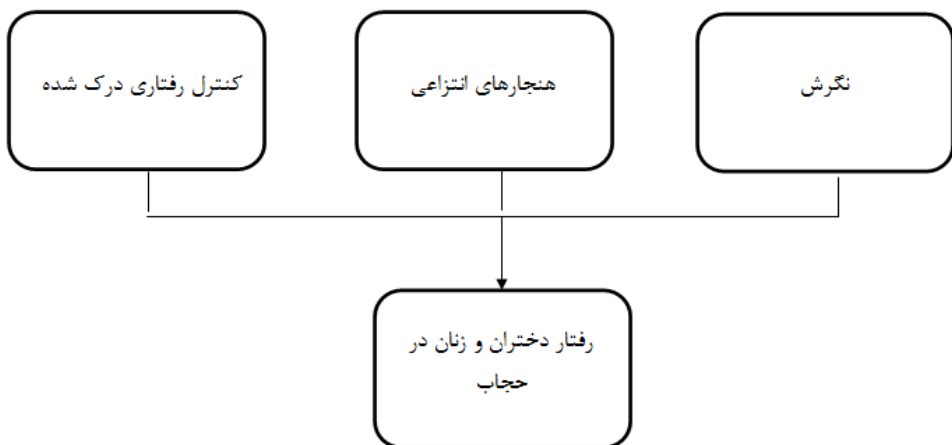 نگرش
هنجارهای انتزاعی
کنترل رفتاری درک شده
رفتار دختران و زنان در
حجاب